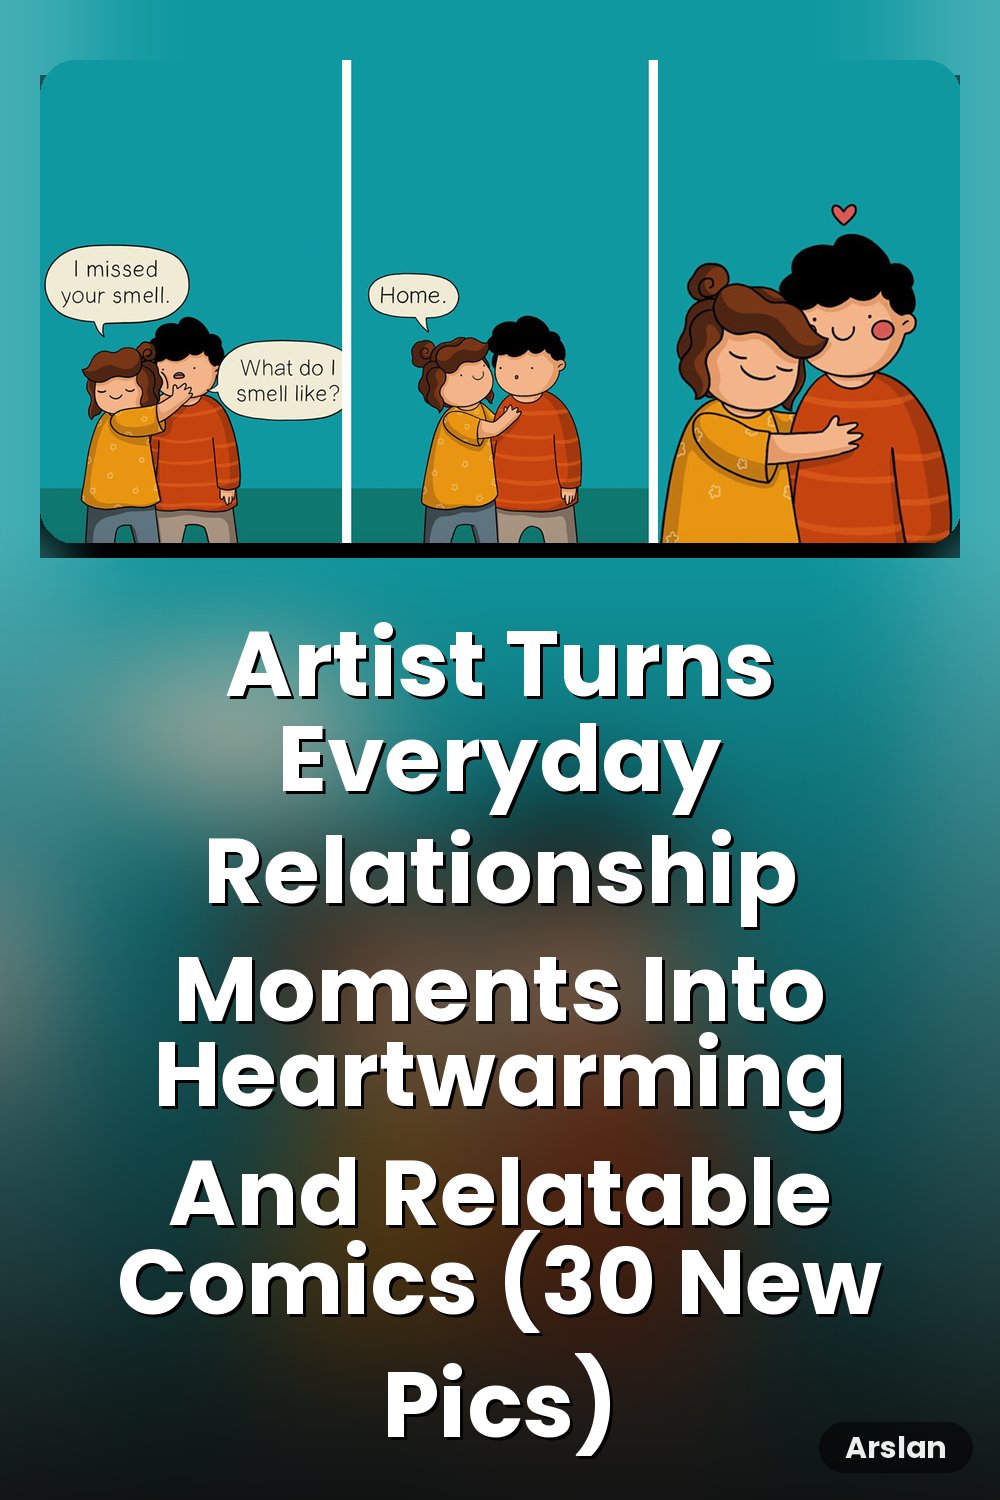 I missed
your smell.
What do I
smell like?
Home.
Artist Turns
Everyday
Relationship
Moments Into
Heartwarming
And Relatable
Comics (30 New
Pics)
Arslan